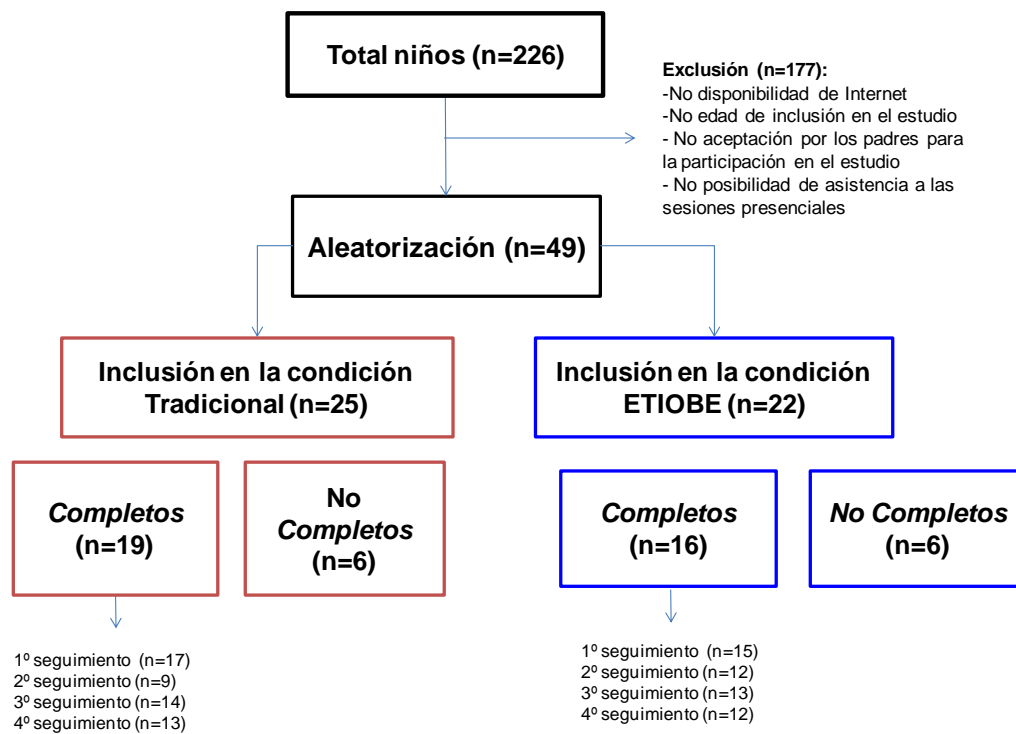 Total niños (n=226)
Exclusión (n=177):
-No disponibilidad de Internet
-No edad de inclusión en el estudio
- No aceptación por los padres para
la participación en el estudio
- No posibilidad de asistencia a las
sesiones presenciales
Aleatorización (n=49)
Inclusión en la condición
Tradicional (n=25)
Inclusión en la condición
ETIOBE (n=22)
Completos
(n=19)
No
Completos
(n=6)
Completos
(n=16)
No Completos
(n=6)
1º seguimiento (n=17)
2º seguimiento (n=9)
3º seguimiento (n=14)
4º seguimiento (n=13)
1º seguimiento (n=15)
2º seguimiento (n=12)
3º seguimiento (n=13)
4º seguimiento (n=12)